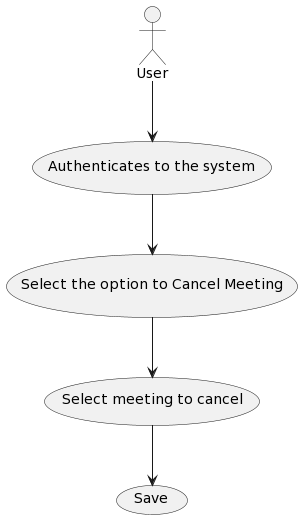 User
Authenticates to the system
Select the option to Cancel Meeting
Select meeting to cancel
Save